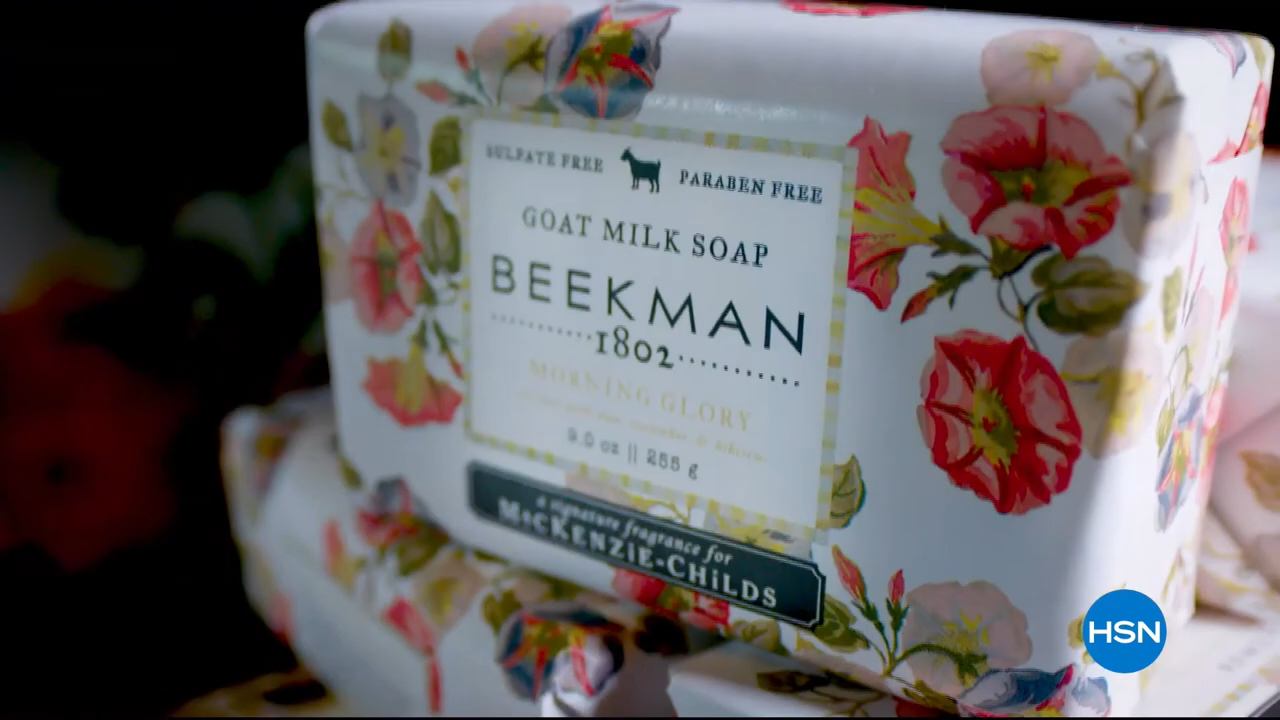 SULFATE FREE PARABEN FREE
GOAT MILK SOAP
BEEKMAN
1802
MORNING GLORY
9.0 oz || 255 g
a signature fragrance for
McKENZIE-CHiLDS
HSN